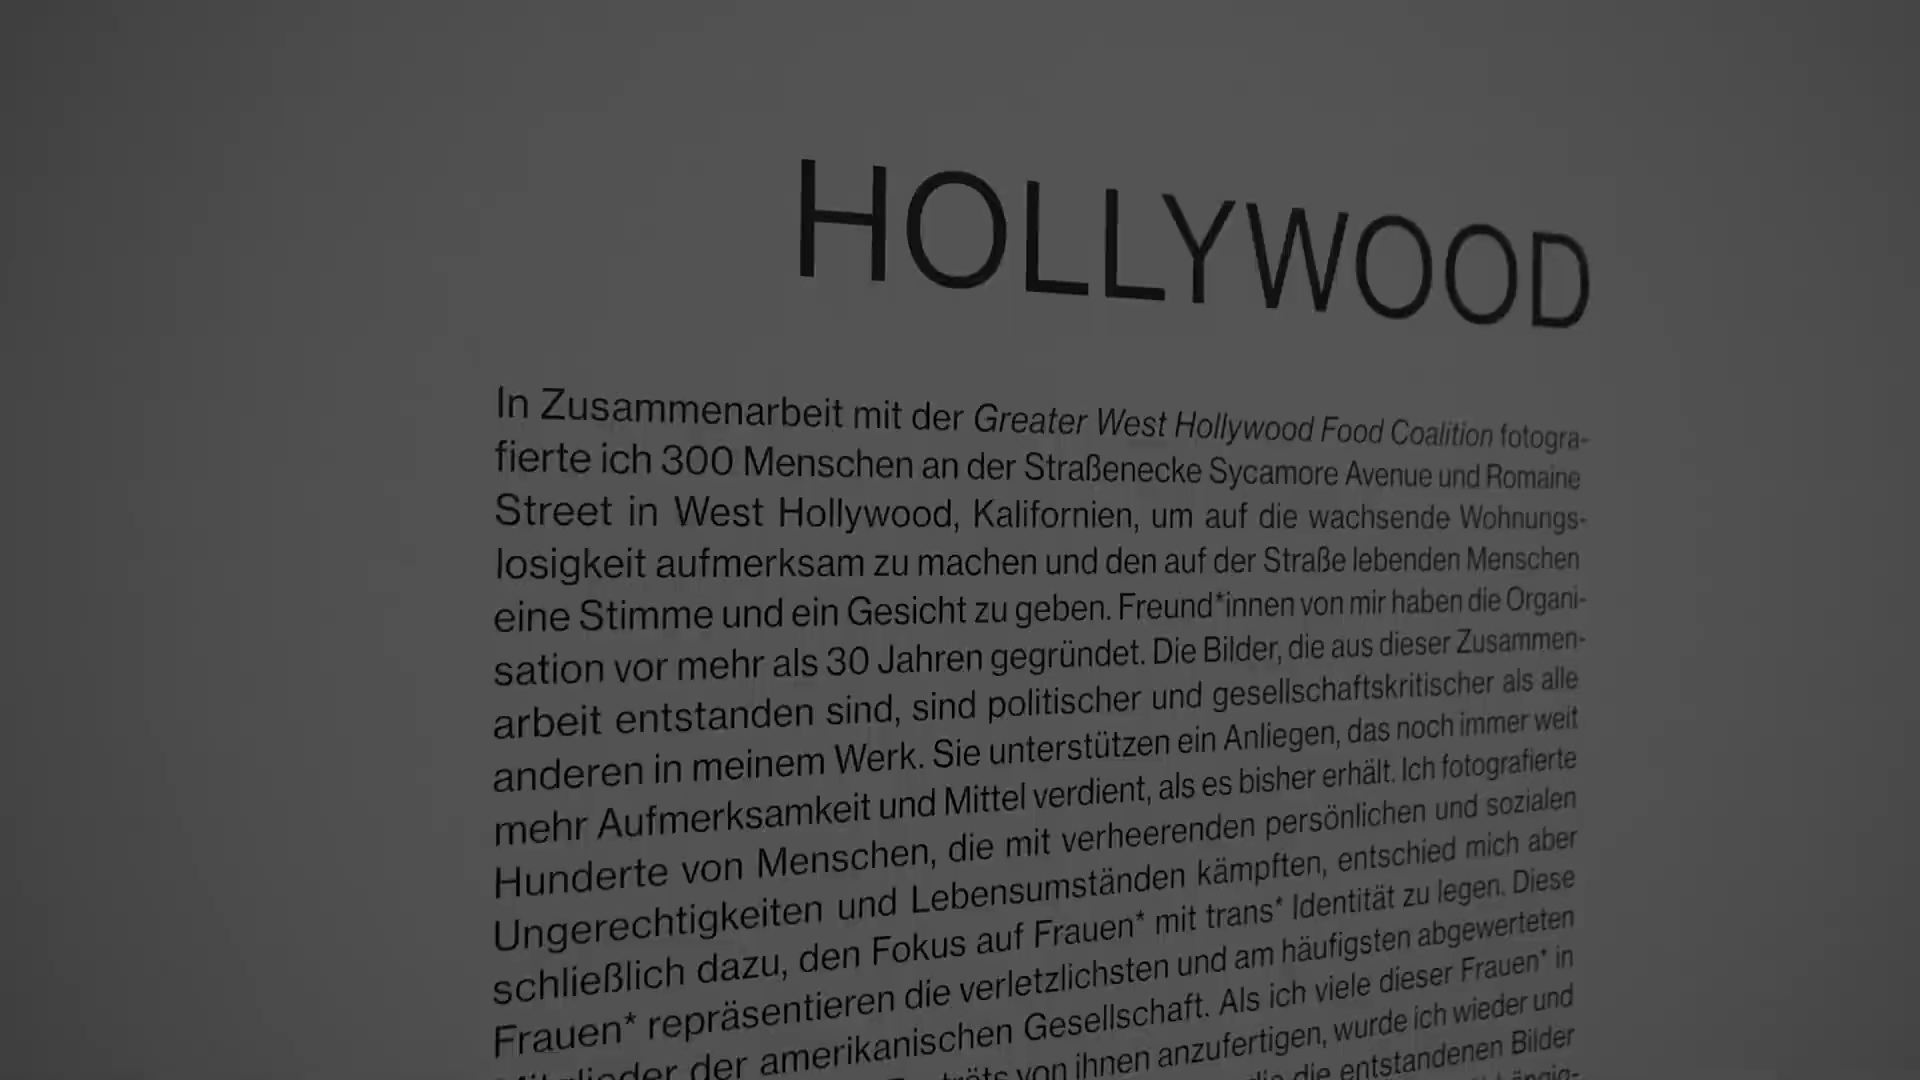 HOLLYWOOD
In Zusammenarbeit mit der Greater West Hollywood Food Coalition fotogra-
fierte ich 300 Menschen an der Straßenecke Sycamore Avenue und Romaine
Street in West Hollywood, Kalifornien, um auf die wachsende Wohnungs-
losigkeit aufmerksam zu machen und den auf der Straße lebenden Menschen
eine Stimme und ein Gesicht zu geben. Freund*innen von mir haben die Organi-
sation vor mehr als 30 Jahren gegründet. Die Bilder, die aus dieser Zusammen-
arbeit entstanden sind, sind politischer und gesellschaftskritischer als alle
anderen in meinem Werk. Sie unterstützen ein Anliegen, das noch immer weit
mehr Aufmerksamkeit und Mittel verdient, als es bisher erhält. Ich fotografierte
Hunderte von Menschen, die mit verheerenden persönlichen und sozialen
Ungerechtigkeiten und Lebensumständen kämpften, entschied mich aber
schließlich dazu, den Fokus auf Frauen* mit trans* Identität zu legen. Diese
Frauen* repräsentieren die verletzlichsten und am häufigsten abgewerteten
Mitglieder der amerikanischen Gesellschaft. Als ich viele dieser Frauen* in
von ihnen anzufertigen, wurde ich wieder und
die entstandenen Bilder